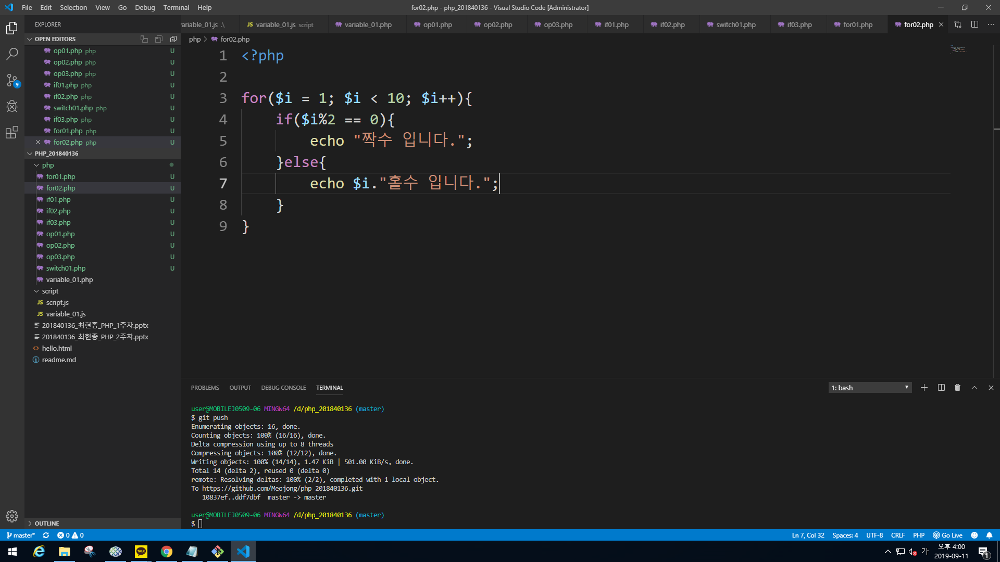 File Edit Selection View Go Debug Terminal Help
for02.php - php_201840136 - Visual Studio Code [Administrator]
EXPLORER
OPEN EDITORS
op01.php php U
op02.php php U
op03.php php U
if01.php php U
if02.php php U
switch01.php php U
if03.php php U
for01.php php U
for02.php php U
PHP_201840136
php
for01.php U
for02.php U
if01.php U
if02.php U
if03.php U
op01.php U
op02.php U
op03.php U
switch01.php U
variable_01.php
script
JS script.js
JS variable_01.js
201840136_최현종_PHP_1주차.pptx
201840136_최현종_PHP_2주차.pptx
hello.html
readme.md
OUTLINE
ariable_01.js .\ JS variable_01.js script variable_01.php op01.php op02.php op03.php if01.php if02.php switch01.php if03.php for01.php for02.php
php > for02.php
1 <?php
2
3 for($i = 1; $i < 10; $i++){
4 if($i%2 == 0){
5 echo "짝수 입니다.";
6 }else{
7 echo $i."홑수 입니다.";
8 }
9 }
PROBLEMS OUTPUT DEBUG CONSOLE TERMINAL
1: bash
user@MOBILEJ0509-06 MINGW64 /d/php_201840136 (master)
$ git push
Enumerating objects: 16, done.
Counting objects: 100% (16/16), done.
Delta compression using up to 8 threads
Compressing objects: 100% (12/12), done.
Writing objects: 100% (14/14), 1.47 KiB | 501.00 KiB/s, done.
Total 14 (delta 2), reused 0 (delta 0)
remote: Resolving deltas: 100% (2/2), completed with 1 local object.
To https://github.com/Meojong/php_201840136.git
10837ef..ddf7dbf master -> master
user@MOBILEJ0509-06 MINGW64 /d/php_201840136 (master)
$
9
master* 0 0
Ln 7, Col 32 Spaces: 4 UTF-8 CRLF PHP Go Live
TALK
가
오후 4:00
2019-09-11
1